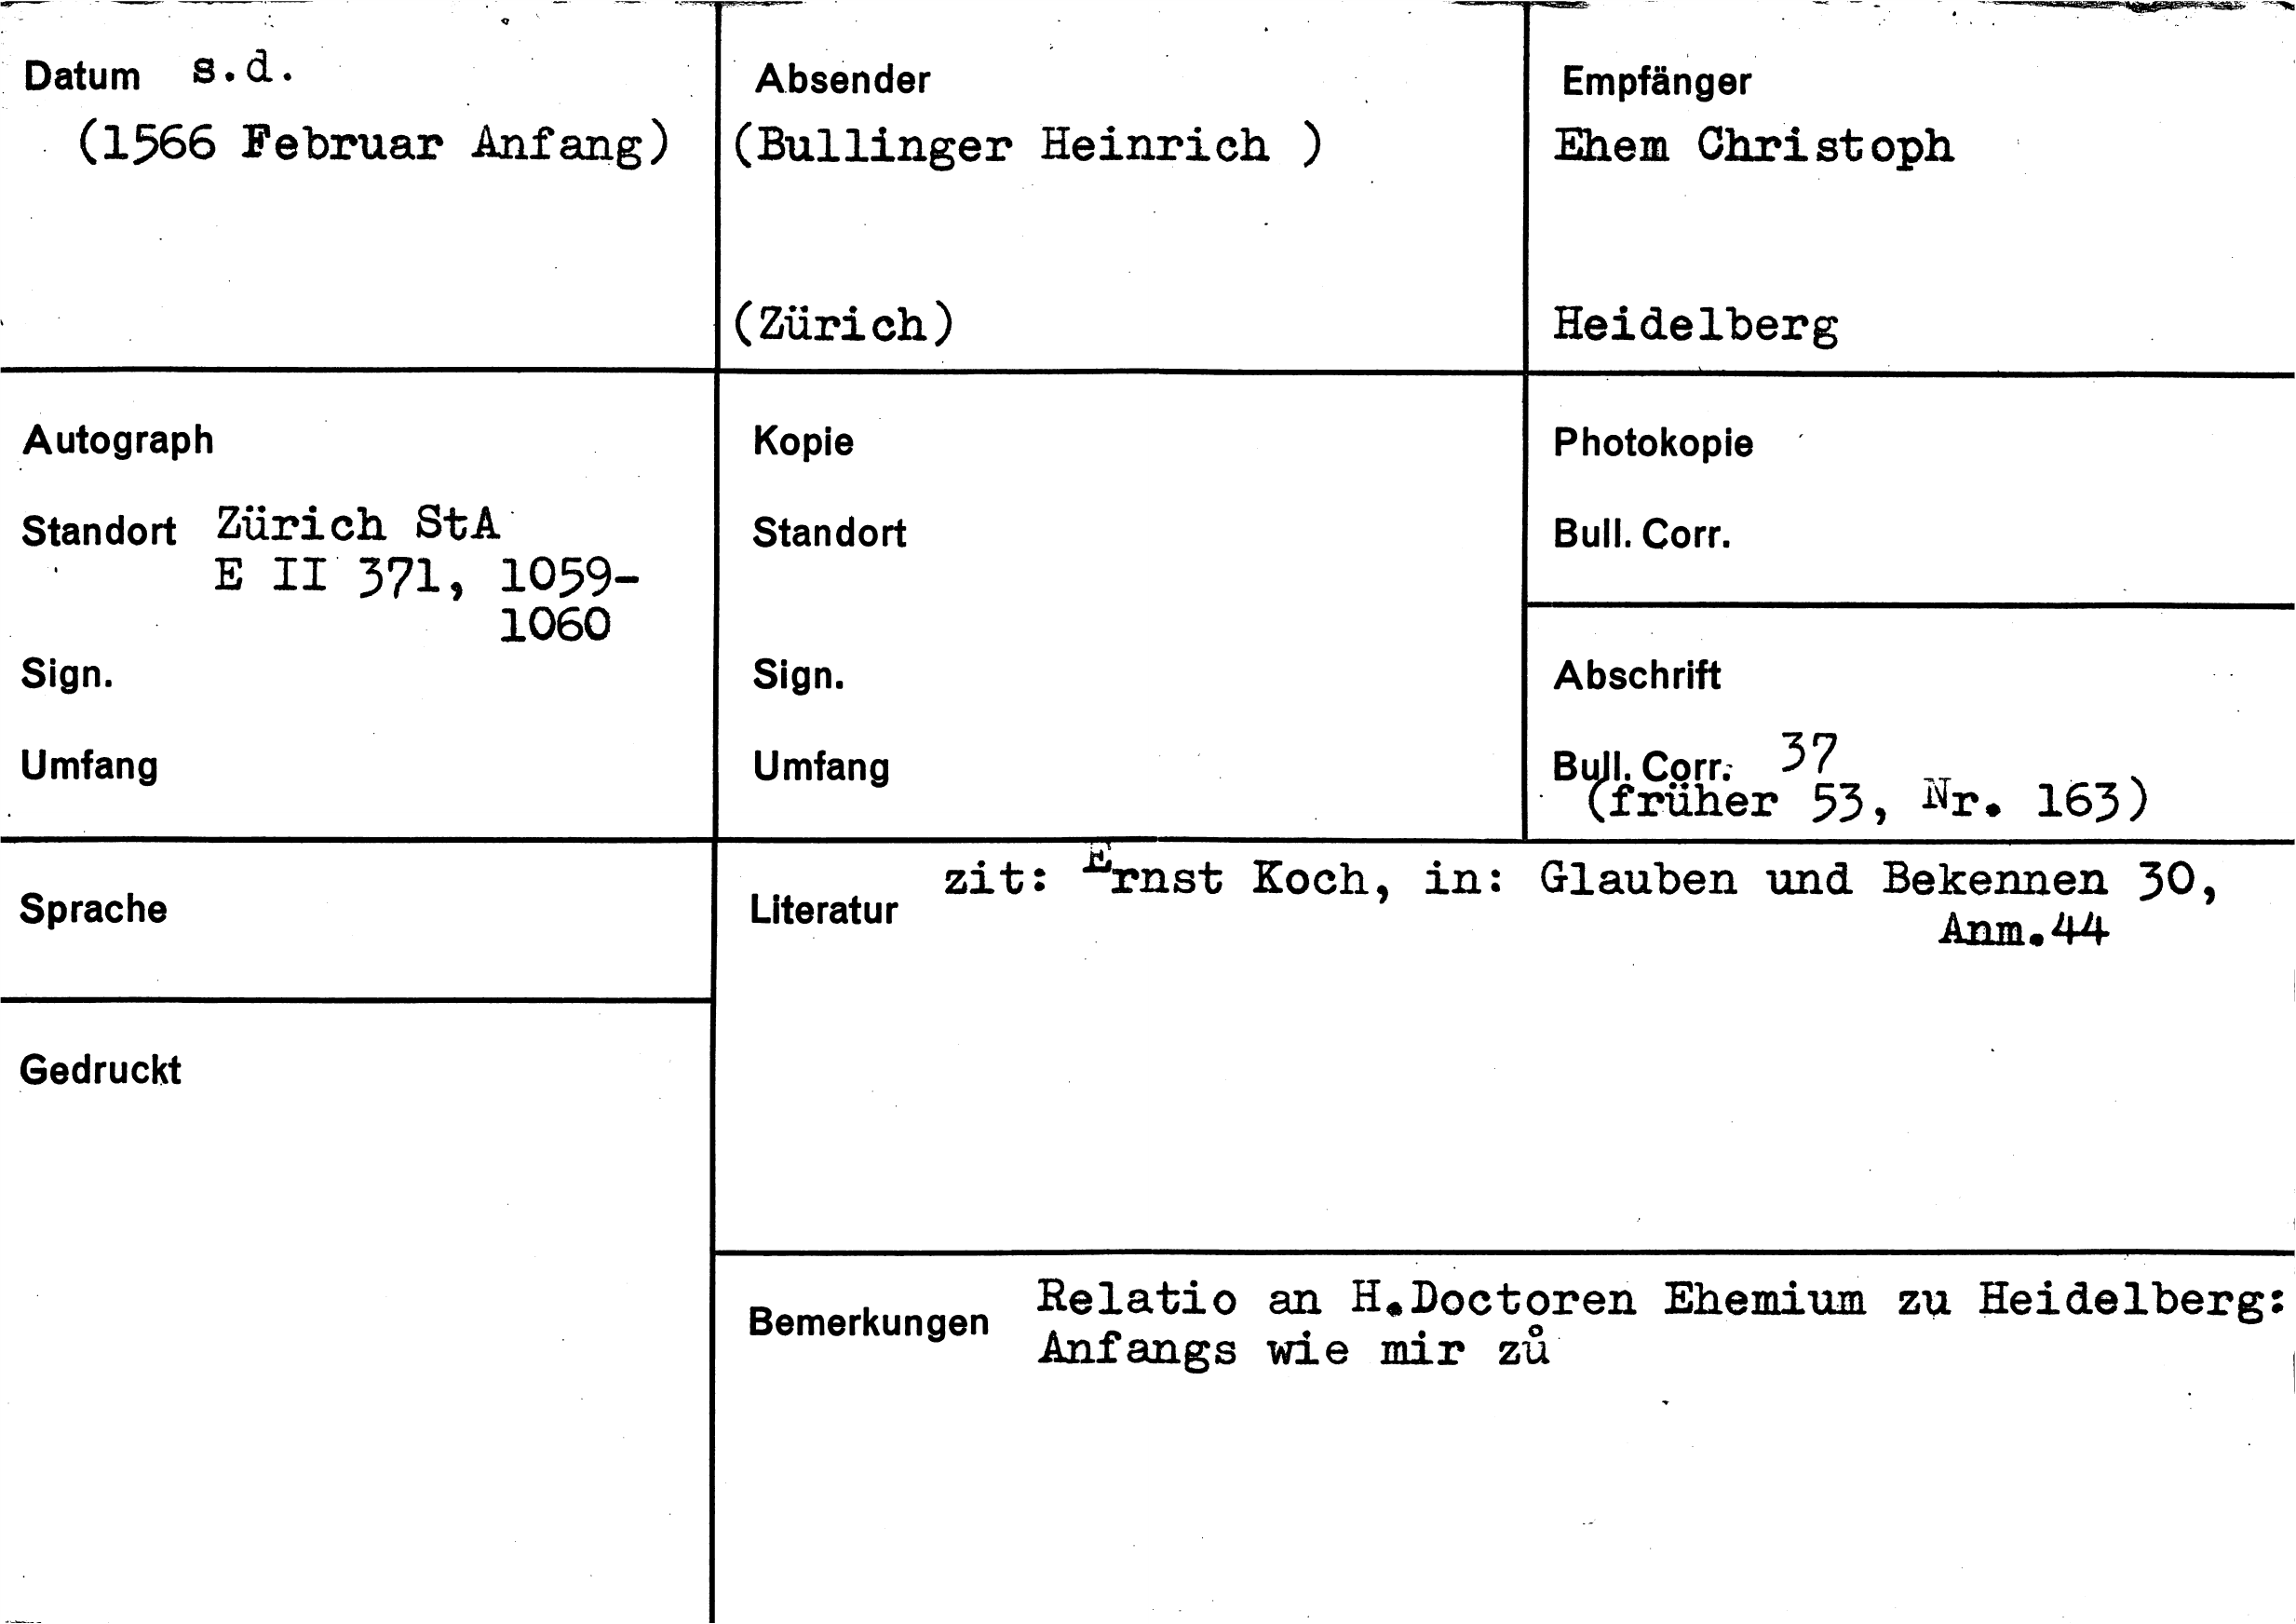 Datum s.d.
(1566 Februar Anfang)
Absender
(Bullinger Heinrich )
(Zürich)
Empfänger
Ehem Christoph
Heidelberg
Autograph
Standort Zürich StA
E II 371, 1059-
1060
Sign.
Umfang
Kopie
Standort
Sign.
Umfang
Photokopie
Bull. Corr.
Abschrift
Bull. Corr. 37
(früher 53, Nr. 163)
Sprache
Gedruckt
Literatur zit: Ernst Koch, in: Glauben und Bekennen 30,
Anm.44
Bemerkungen Relatio an H.Doctoren Ehemium zu Heidelberg:
Anfangs wie mir zů